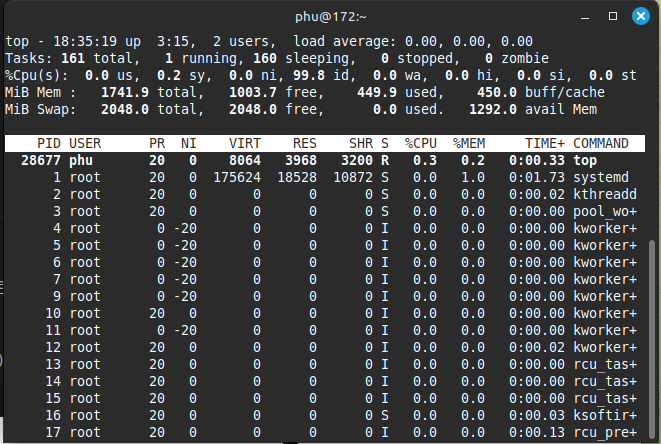 phu@172:~
top - 18:35:19 up  3:15,  2 users,  load average: 0.00, 0.00, 0.00
Tasks: 161 total,   1 running, 160 sleeping,   0 stopped,   0 zombie
%Cpu(s):  0.0 us,  0.2 sy,  0.0 ni, 99.8 id,  0.0 wa,  0.0 hi,  0.0 si,  0.0 st
MiB Mem :   1741.9 total,   1003.7 free,    449.9 used,    450.0 buff/cache
MiB Swap:   2048.0 total,   2048.0 free,      0.0 used.   1292.0 avail Mem
PID USER      PR  NI    VIRT    RES    SHR S  %CPU  %MEM     TIME+ COMMAND
28677 phu       20   0    8064   3968   3200 R   0.3   0.2   0:00.33 top
1 root      20   0  175624  18528  10872 S   0.0   1.0   0:01.73 systemd
2 root      20   0       0      0      0 S   0.0   0.0   0:00.02 kthreadd
3 root      20   0       0      0      0 S   0.0   0.0   0:00.00 pool_wo+
4 root       0 -20       0      0      0 I   0.0   0.0   0:00.00 kworker+
5 root       0 -20       0      0      0 I   0.0   0.0   0:00.00 kworker+
6 root       0 -20       0      0      0 I   0.0   0.0   0:00.00 kworker+
7 root       0 -20       0      0      0 I   0.0   0.0   0:00.00 kworker+
9 root       0 -20       0      0      0 I   0.0   0.0   0:00.00 kworker+
10 root      20   0       0      0      0 I   0.0   0.0   0:00.00 kworker+
11 root       0 -20       0      0      0 I   0.0   0.0   0:00.00 kworker+
12 root      20   0       0      0      0 I   0.0   0.0   0:00.02 kworker+
13 root      20   0       0      0      0 I   0.0   0.0   0:00.00 rcu_tas+
14 root      20   0       0      0      0 I   0.0   0.0   0:00.00 rcu_tas+
15 root      20   0       0      0      0 I   0.0   0.0   0:00.00 rcu_tas+
16 root      20   0       0      0      0 S   0.0   0.0   0:00.03 ksoftir+
17 root      20   0       0      0      0 I   0.0   0.0   0:00.13 rcu_pre+